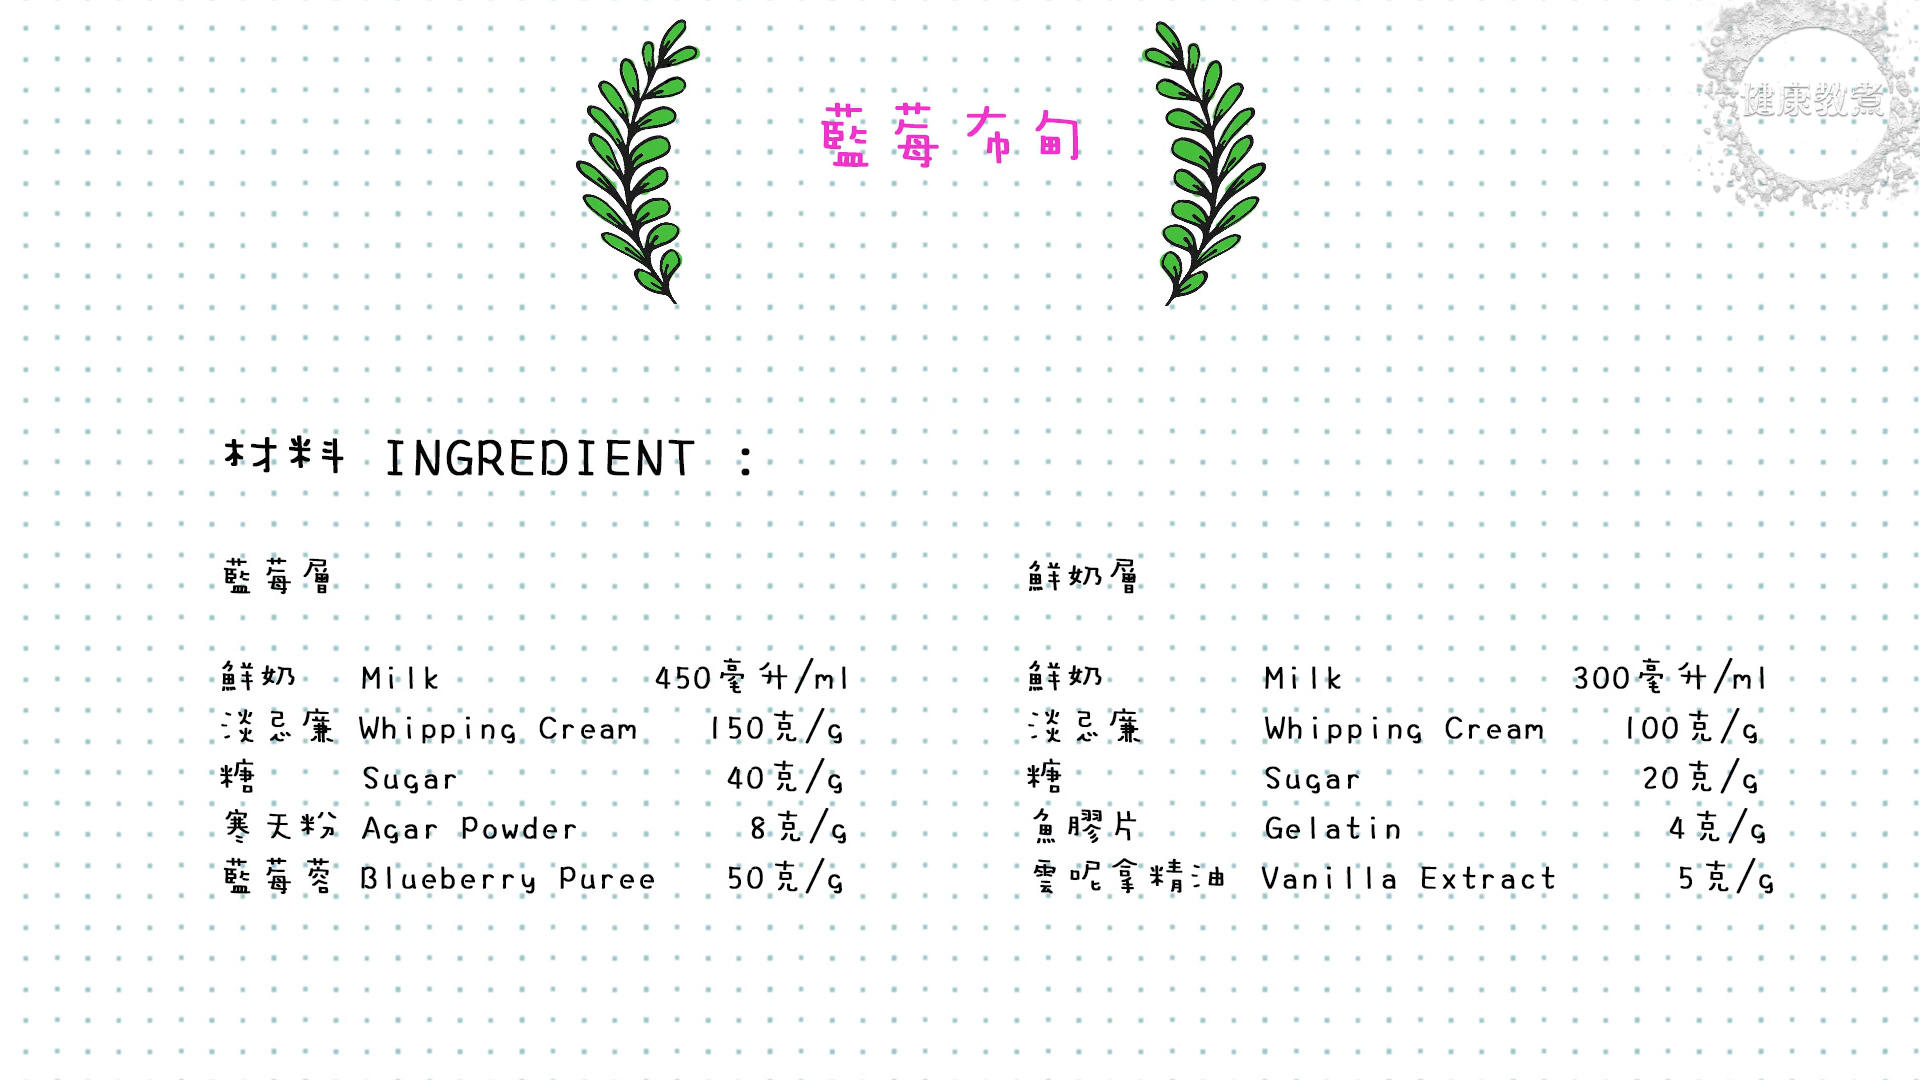 健康教煮
藍莓布甸
材料 INGREDIENT :
藍莓層
鮮奶 Milk 450毫升/ml
淡忌廉 Whipping Cream 150克/g
糖 Sugar 40克/g
寒天粉 Agar Powder 8克/g
藍莓蓉 Blueberry Puree 50克/g
鮮奶層
鮮奶 Milk 300毫升/ml
淡忌廉 Whipping Cream 100克/g
糖 Sugar 20克/g
魚膠片 Gelatin 4克/g
雲呢拿精油 Vanilla Extract 5克/g